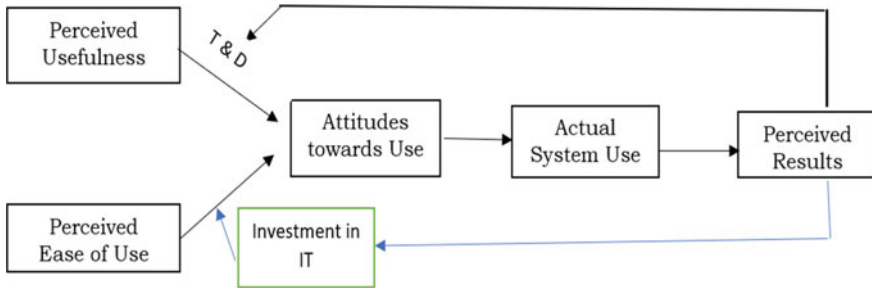 Perceived
Usefulness
T & D
Attitudes
towards Use
Actual
System Use
Perceived
Results
Perceived
Ease of Use
Investment in
IT